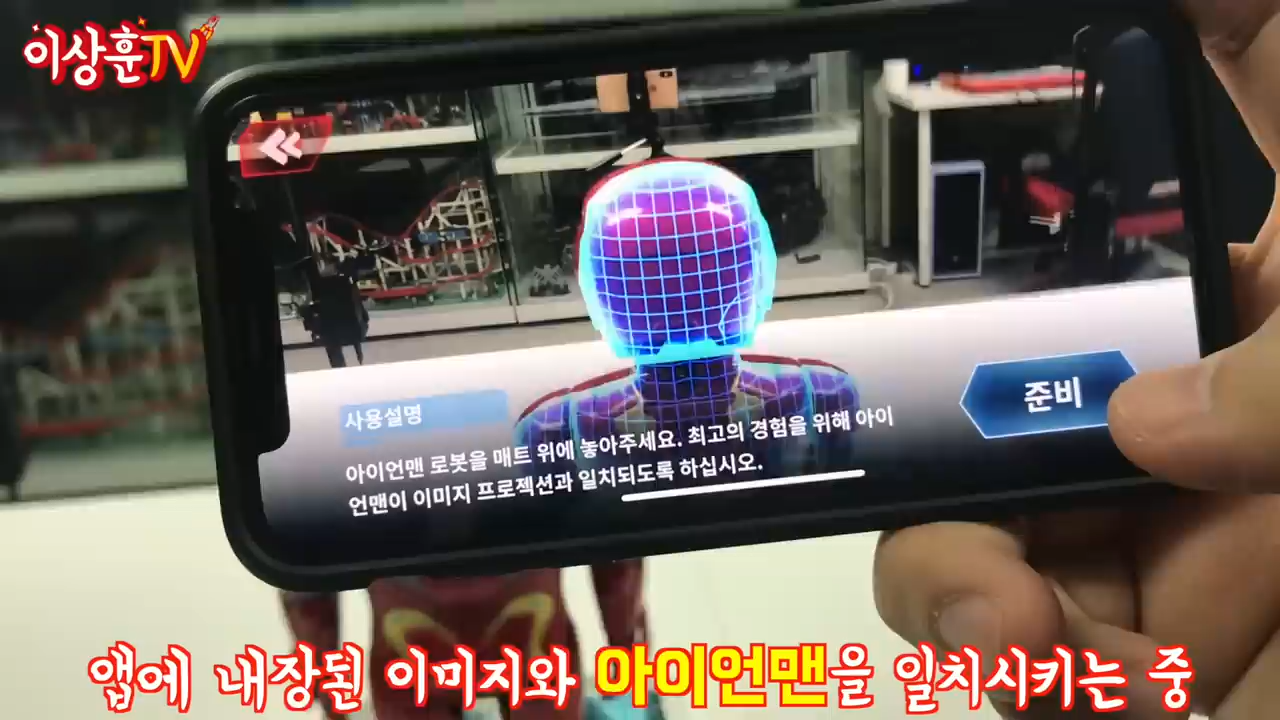 이상훈TV
사용설명
아이언맨 로봇을 매트 위에 놓아주세요. 최고의 경험을 위해 아이
언맨이 이미지 프로젝션과 일치되도록 하십시오.
준비
앱에 내장된 이미지와 아이언맨을 일치시키는 중